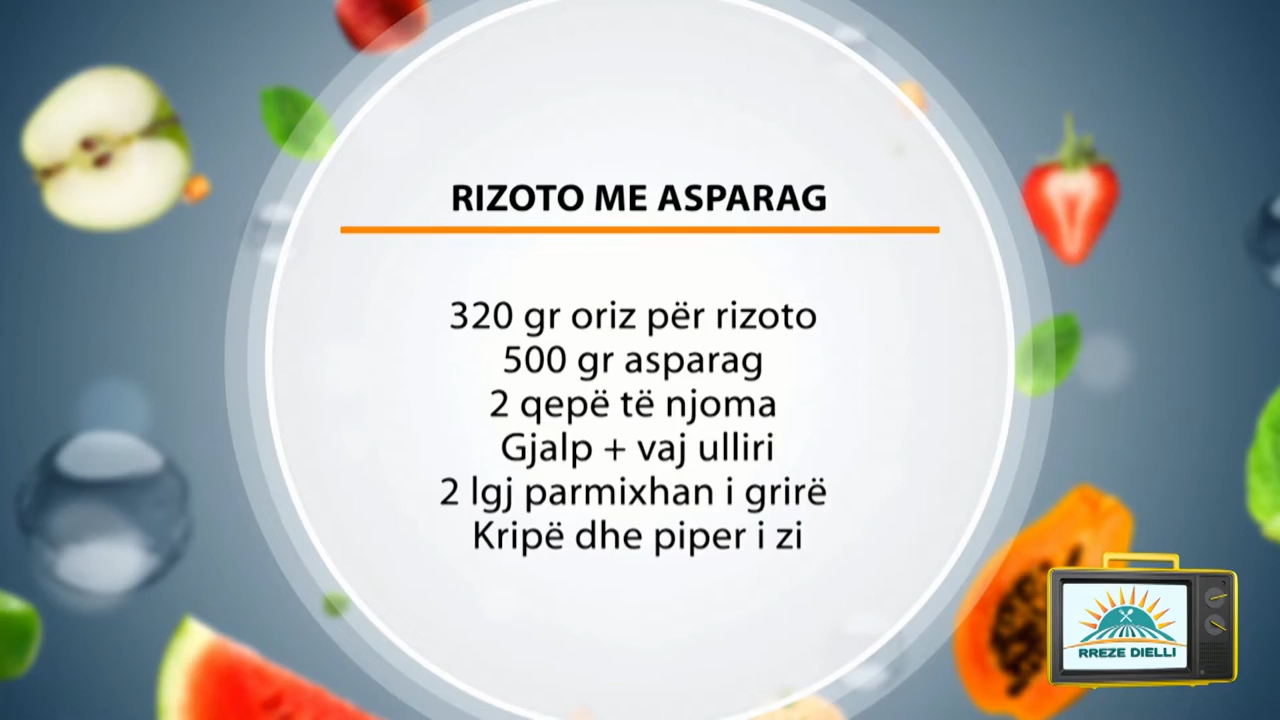 RIZOTO ME ASPARAG
320 gr oriz për rizoto
500 gr asparag
2 qepë të njoma
Gjalp + vaj ulliri
2 lgj parmixhan i grirë
Kripë dhe piper i zi
RREZE DIELLI